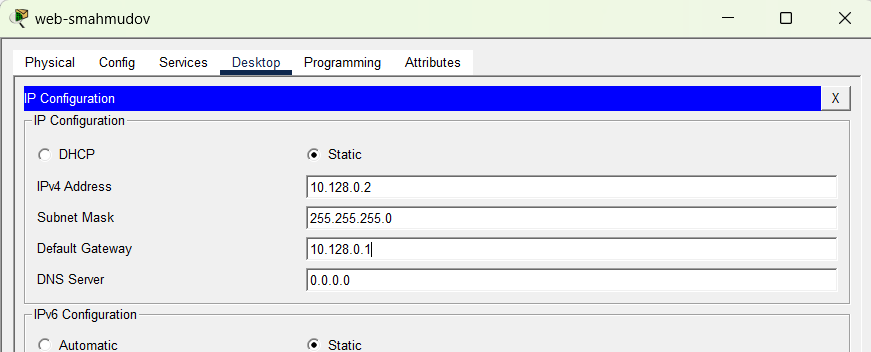 web-smahmudov
Physical Config Services Desktop Programming Attributes
IP Configuration X
IP Configuration
DHCP Static
IPv4 Address 10.128.0.2
Subnet Mask 255.255.255.0
Default Gateway 10.128.0.1
DNS Server 0.0.0.0
IPv6 Configuration
Automatic Static